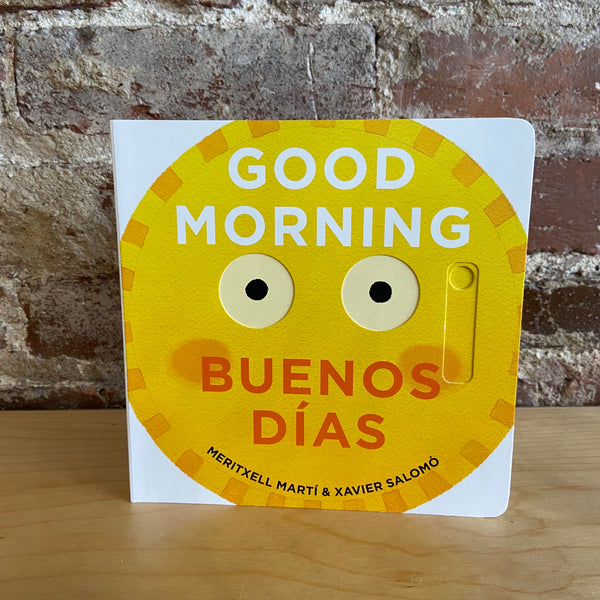 GOOD
MORNING
BUENOS
DÍAS
MERITXELL MARTÍ & XAVIER SALOMÓ